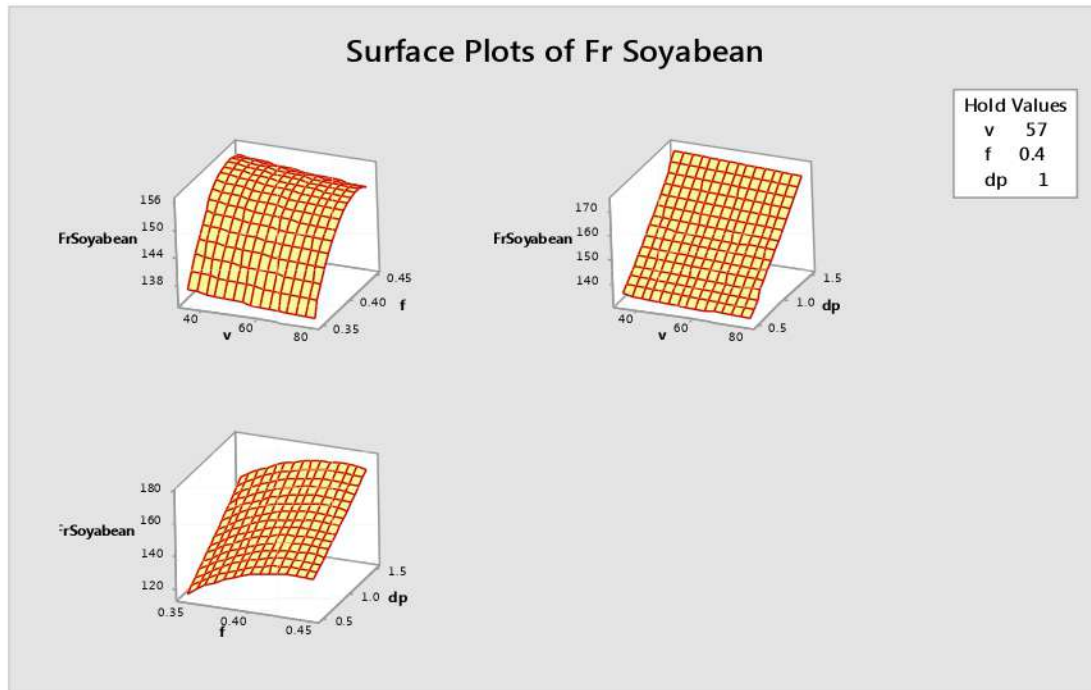 Surface Plots of Fr Soyabean
Hold Values
v 57
f 0.4
dp 1
156
150
144
138
FrSoyabean
40
60
80
v
0.35
0.40
0.45
f
170
160
150
140
FrSoyabean
40
60
80
v
0.5
1.0
1.5
dp
180
160
140
120
FrSoyabean
0.35
0.40
0.45
f
0.5
1.0
1.5
dp